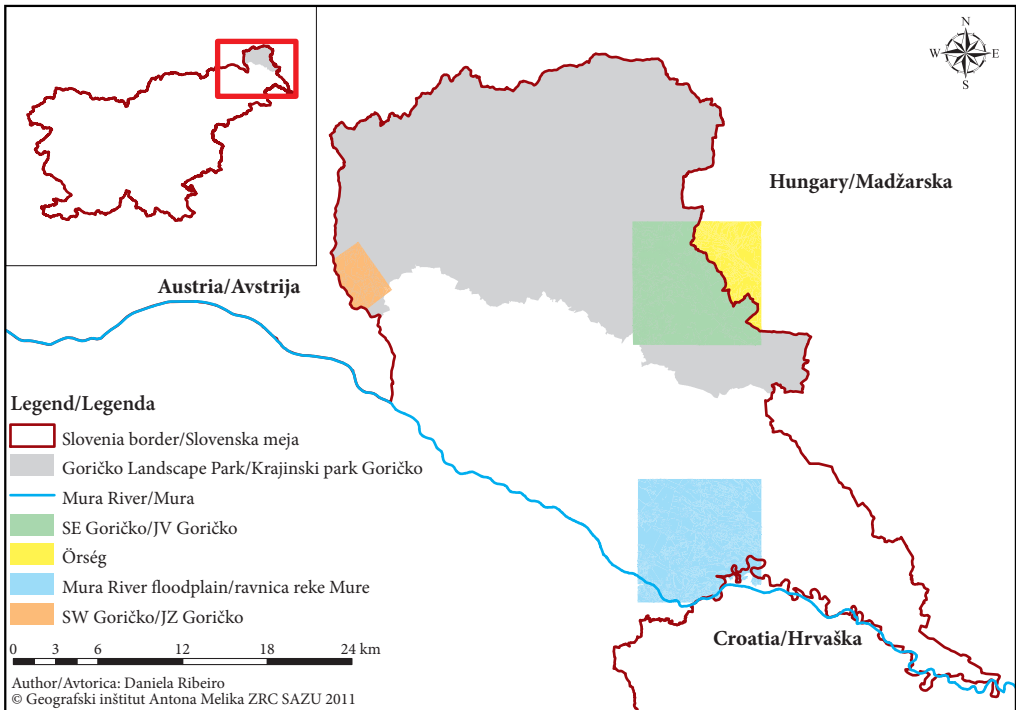 N
W E
S
Hungary/Madžarska
Austria/Avstrija
Legend/Legenda
Slovenia border/Slovenska meja
Goričko Landscape Park/Krajinski park Goričko
Mura River/Mura
SE Goričko/JV Goričko
Örség
Mura River floodplain/ravnica reke Mure
SW Goričko/JZ Goričko
Croatia/Hrvaška
0 3 6 12 18 24 km
Author/Avtorica: Daniela Ribeiro
© Geografski inštitut Antona Melika ZRC SAZU 2011